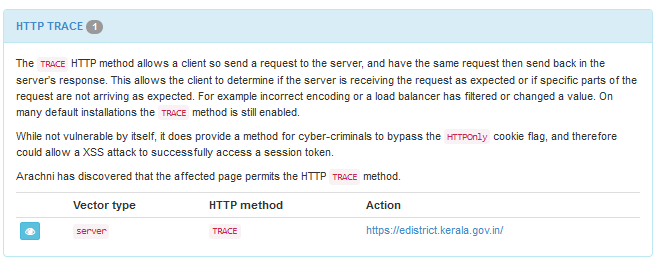 HTTP TRACE 1
The TRACE HTTP method allows a client so send a request to the server, and have the same request then send back in the
server's response. This allows the client to determine if the server is receiving the request as expected or if specific parts of the
request are not arriving as expected. For example incorrect encoding or a load balancer has filtered or changed a value. On
many default installations the TRACE method is still enabled.
While not vulnerable by itself, it does provide a method for cyber-criminals to bypass the HTTPOnly cookie flag, and therefore
could allow a XSS attack to successfully access a session token.
Arachni has discovered that the affected page permits the HTTP TRACE method.
Vector type HTTP method Action
server TRACE https://edistrict.kerala.gov.in/